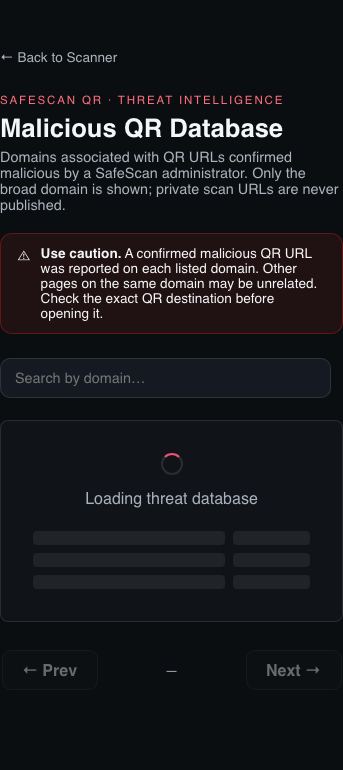 ← Back to Scanner
SAFESCAN QR · THREAT INTELLIGENCE
Malicious QR Database
Domains associated with QR URLs confirmed
malicious by a SafeScan administrator. Only the
broad domain is shown; private scan URLs are never
published.
⚠ Use caution. A confirmed malicious QR URL
was reported on each listed domain. Other
pages on the same domain may be unrelated.
Check the exact QR destination before
opening it.
Search by domain…
Loading threat database
← Prev — Next →